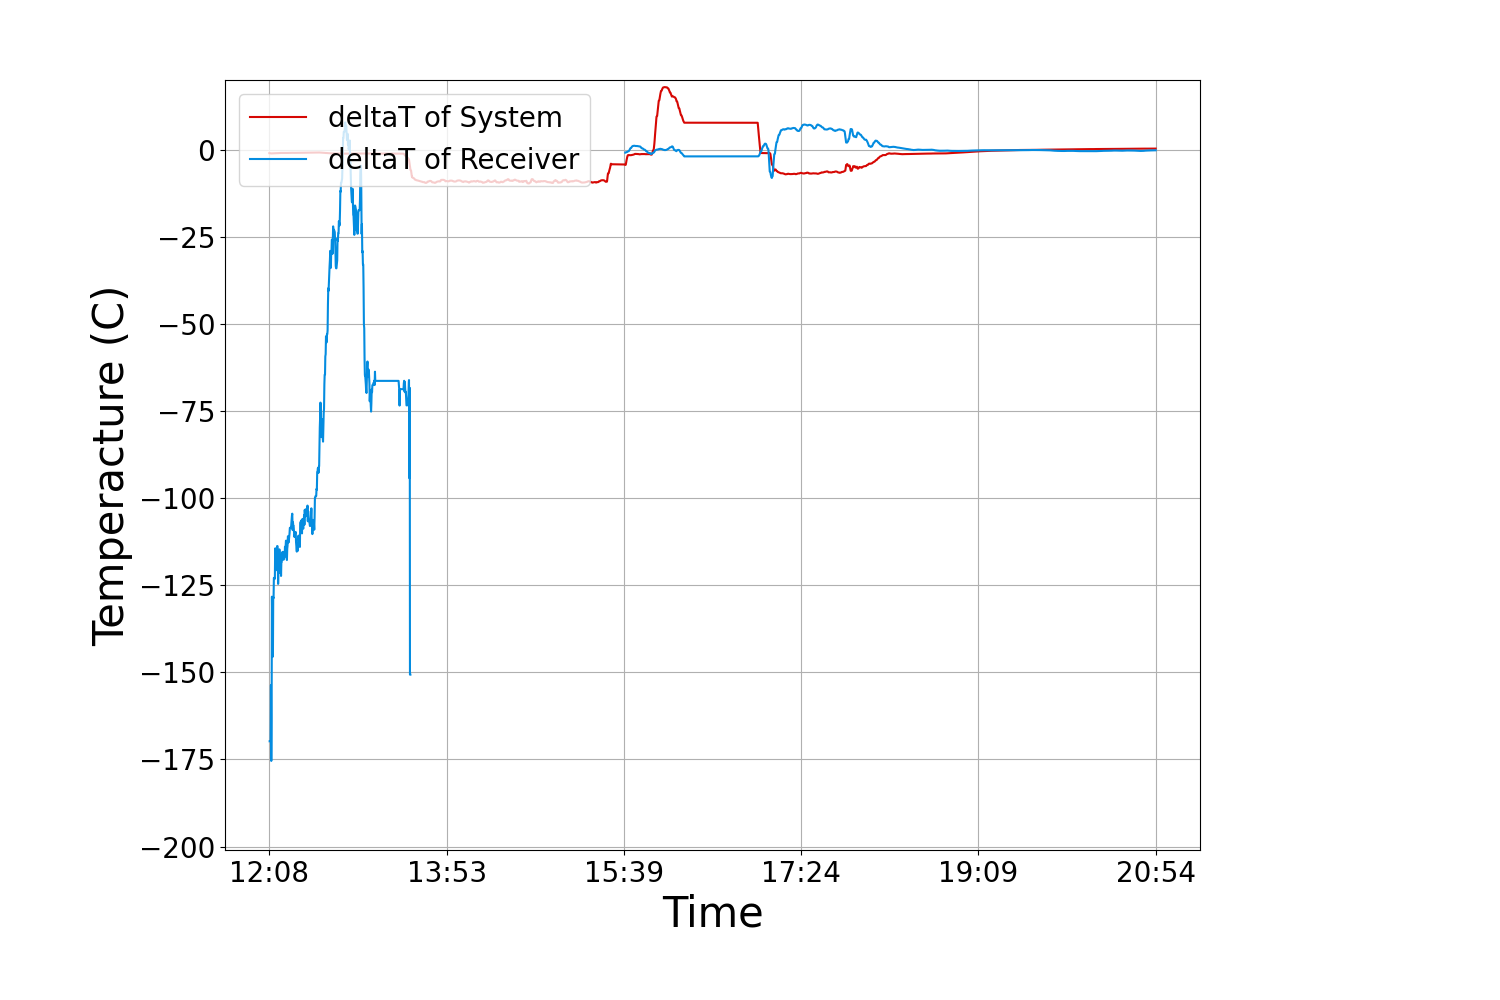 deltaT of System
deltaT of Receiver
0
−25
−50
−75
−100
−125
−150
−175
−200
Temperacture (C)
12:08 13:53 15:39 17:24 19:09 20:54
Time